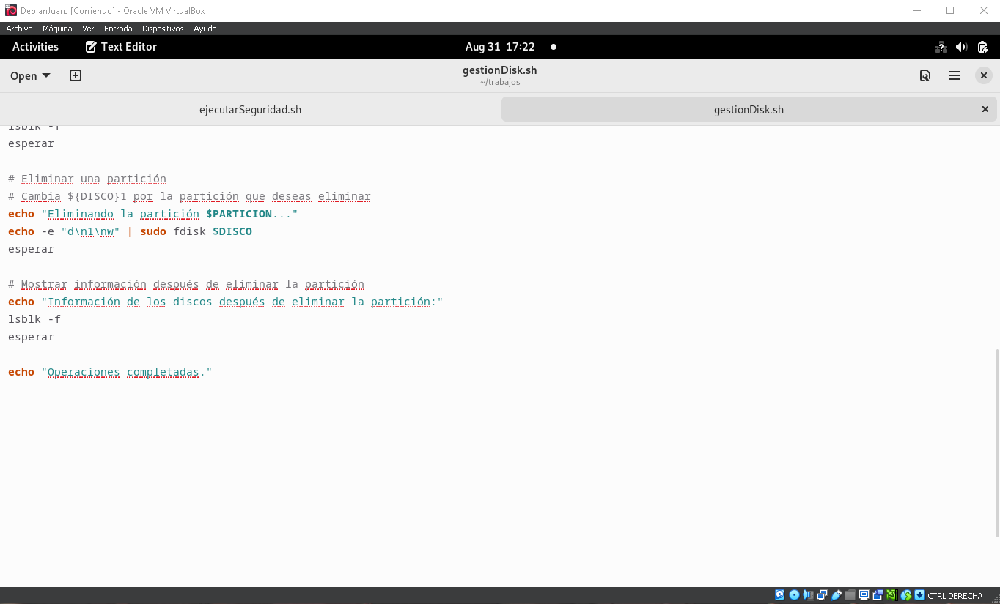 DebianJuanJ [Corriendo] - Oracle VM VirtualBox
Archivo Máquina Ver Entrada Dispositivos Ayuda
Activities Text Editor Aug 31 17:22
Open gestionDisk.sh
~/trabajos
ejecutarSeguridad.sh gestionDisk.sh
lsblk -f
esperar
# Eliminar una partición
# Cambia ${DISCO}1 por la partición que deseas eliminar
echo "Eliminando la partición $PARTICION..."
echo -e "d\n1\nw" | sudo fdisk $DISCO
esperar
# Mostrar información después de eliminar la partición
echo "Información de los discos después de eliminar la partición:"
lsblk -f
esperar
echo "Operaciones completadas."
CTRL DERECHA